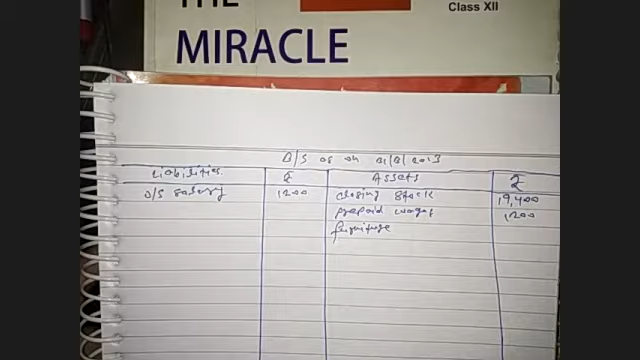 THE
Class XII
MIRACLE
B/S as on 31/12/2013
Liabilities ₹ Assets ₹
O/S salary 1200 closing stock 19,400
prepaid wages 1200
furniture